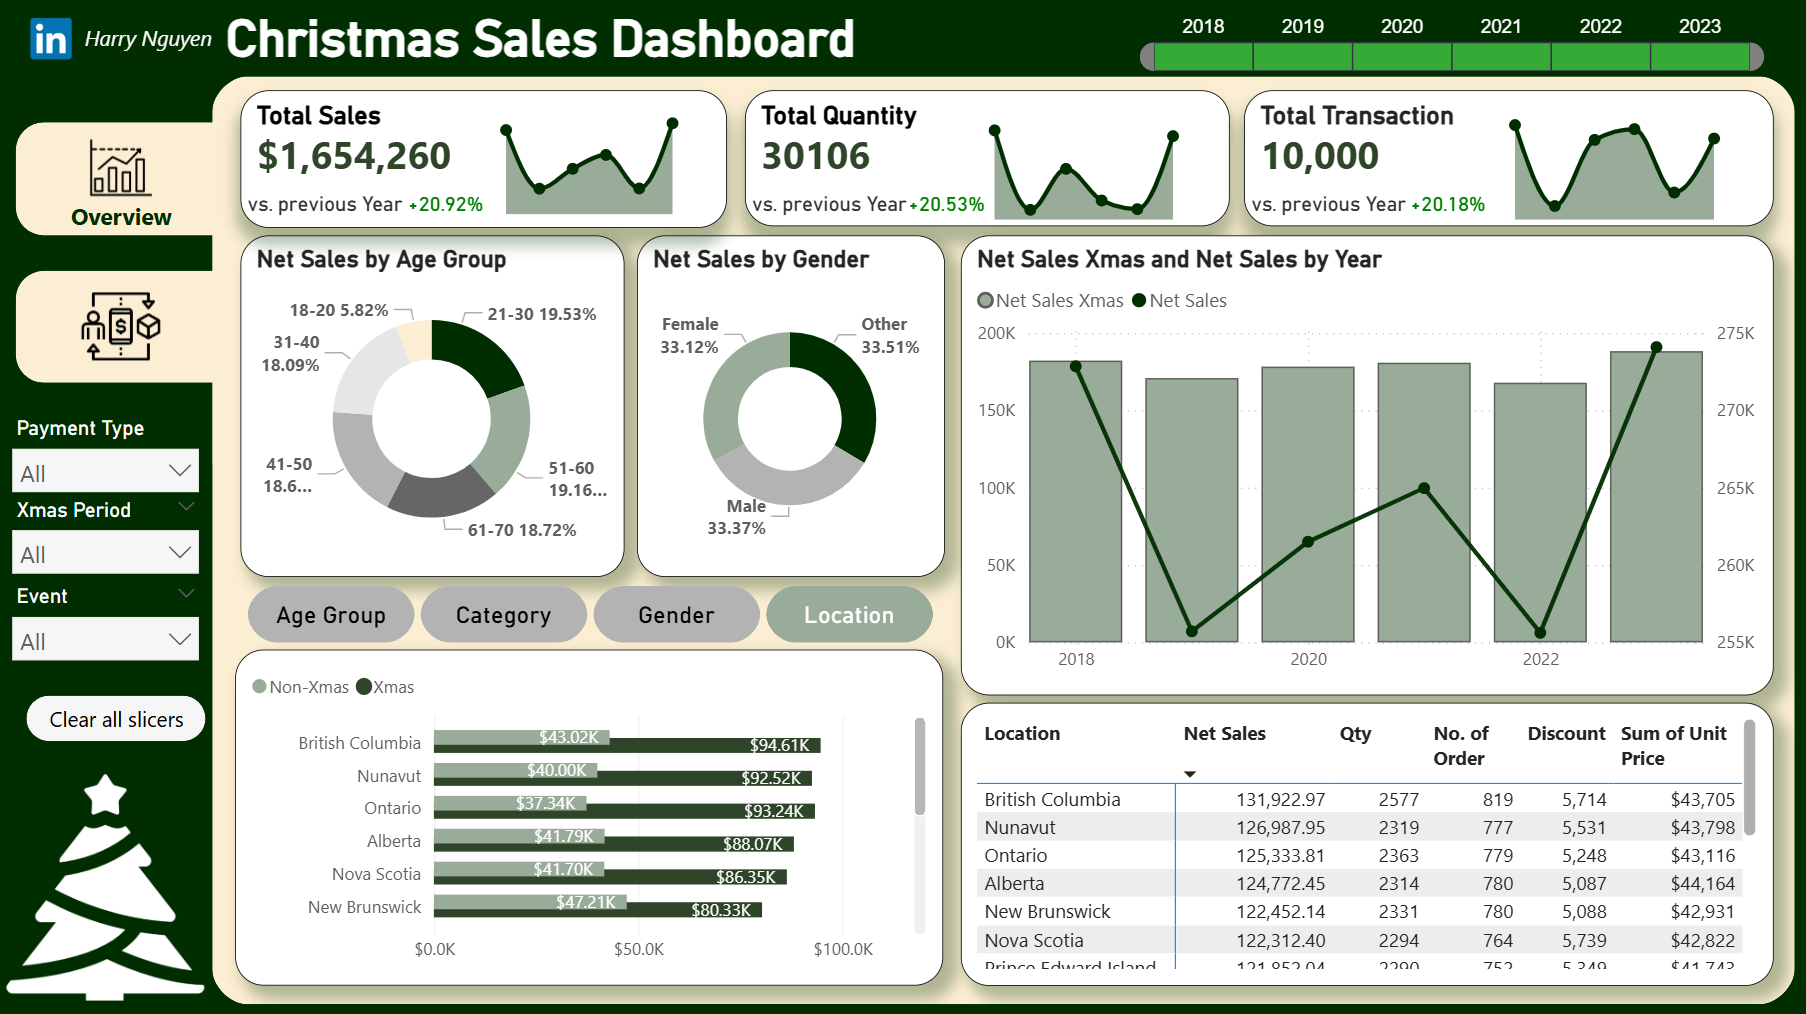 in Harry Nguyen Christmas Sales Dashboard
2018 2019 2020 2021 2022 2023
Overview
Payment Type
All
Xmas Period
All
Event
All
Clear all slicers
Total Sales
$1,654,260
vs. previous Year +20.92%
Total Quantity
30106
vs. previous Year +20.53%
Total Transaction
10,000
vs. previous Year +20.18%
Net Sales by Age Group
18-20 5.82%
21-30 19.53%
31-40
18.09%
41-50
18.6...
51-60
19.16...
61-70 18.72%
Net Sales by Gender
Female
33.12%
Other
33.51%
Male
33.37%
Net Sales Xmas and Net Sales by Year
Net Sales Xmas Net Sales
200K 275K
150K 270K
100K 265K
50K 260K
0K 255K
2018 2020 2022
Age Group Category Gender Location
Non-Xmas Xmas
British Columbia $43.02K $94.61K
Nunavut $40.00K $92.52K
Ontario $37.34K $93.24K
Alberta $41.79K $88.07K
Nova Scotia $41.70K $86.35K
New Brunswick $47.21K $80.33K
$0.0K $50.0K $100.0K
Location Net Sales Qty No. of Order Discount Sum of Unit Price
British Columbia 131,922.97 2577 819 5,714 $43,705
Nunavut 126,987.95 2319 777 5,531 $43,798
Ontario 125,333.81 2363 779 5,248 $43,116
Alberta 124,772.45 2314 780 5,087 $44,164
New Brunswick 122,452.14 2331 780 5,088 $42,931
Nova Scotia 122,312.40 2294 764 5,739 $42,822
Prince Edward Island 121,852.04 2290 752 5,349 $41,743